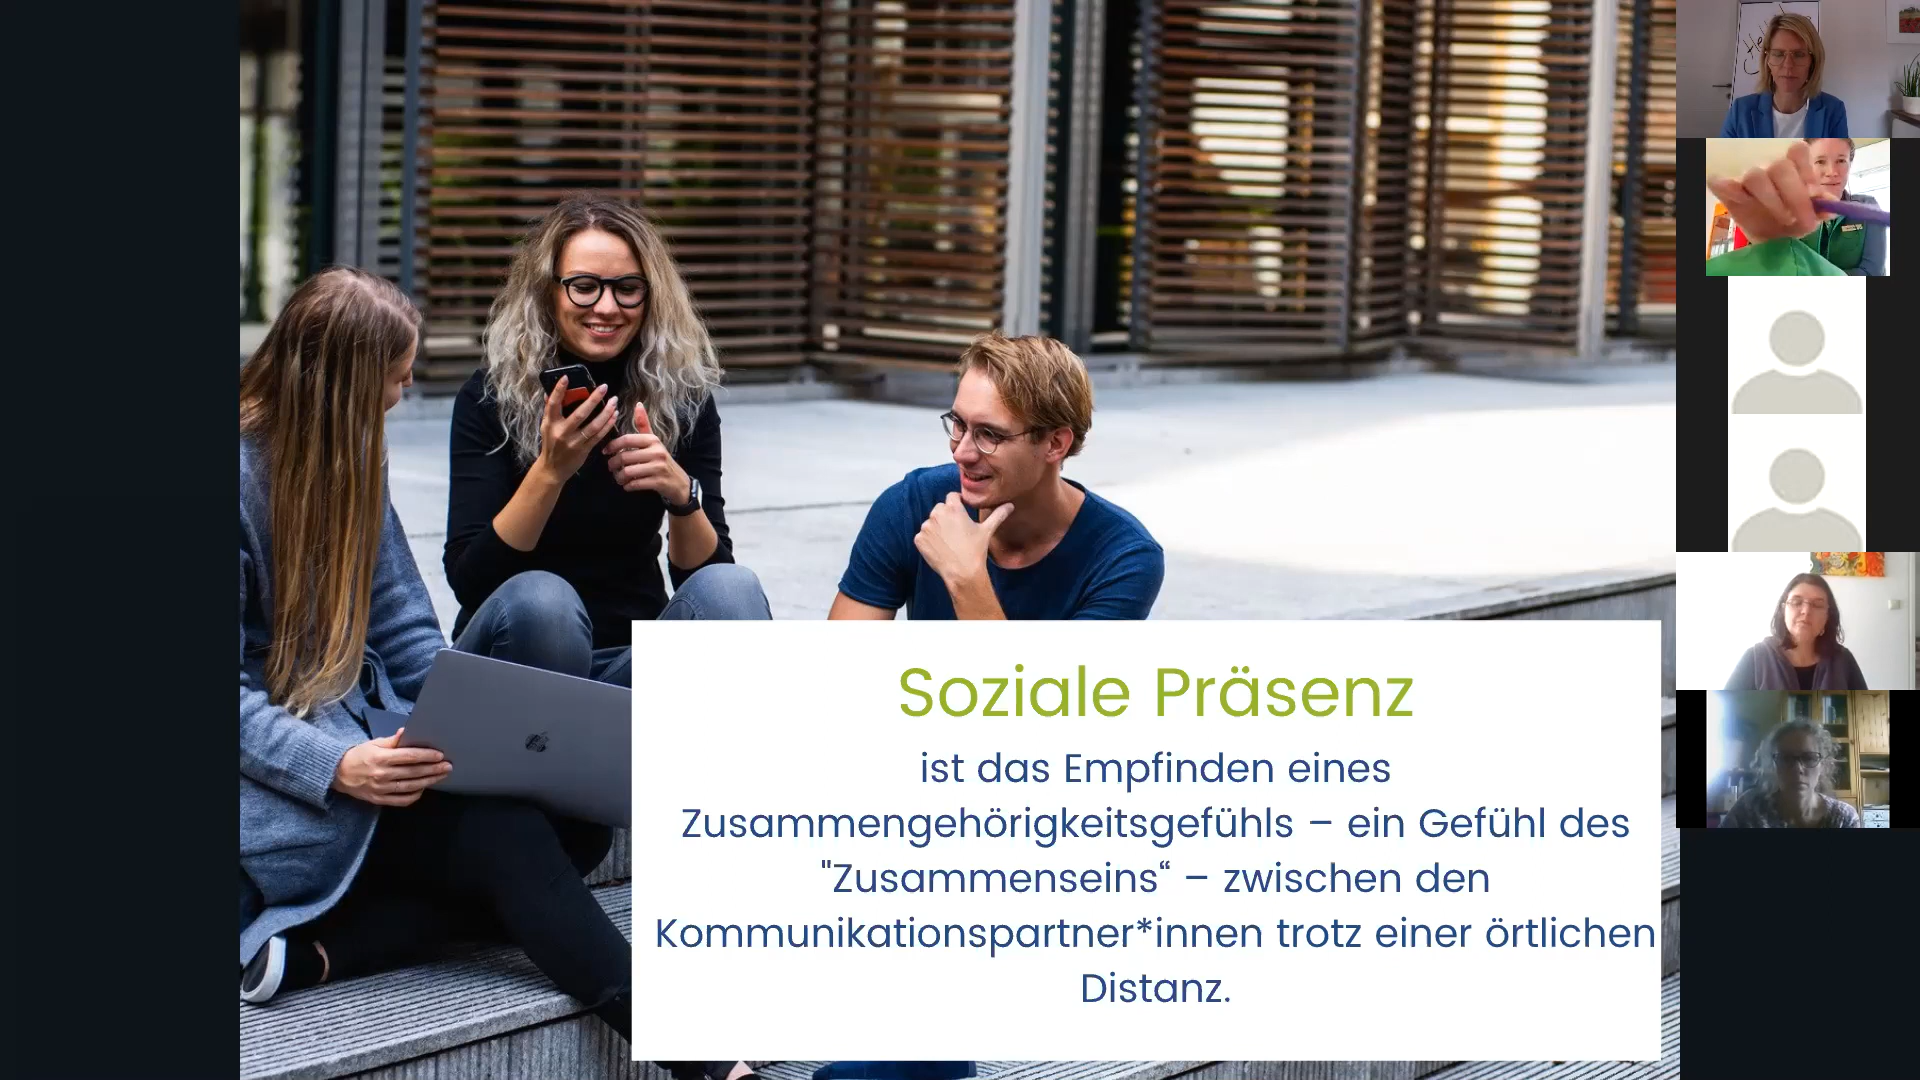 Soziale Präsenz
ist das Empfinden eines
Zusammengehörigkeitsgefühls – ein Gefühl des
"Zusammenseins“ – zwischen den
Kommunikationspartner*innen trotz einer örtlichen
Distanz.